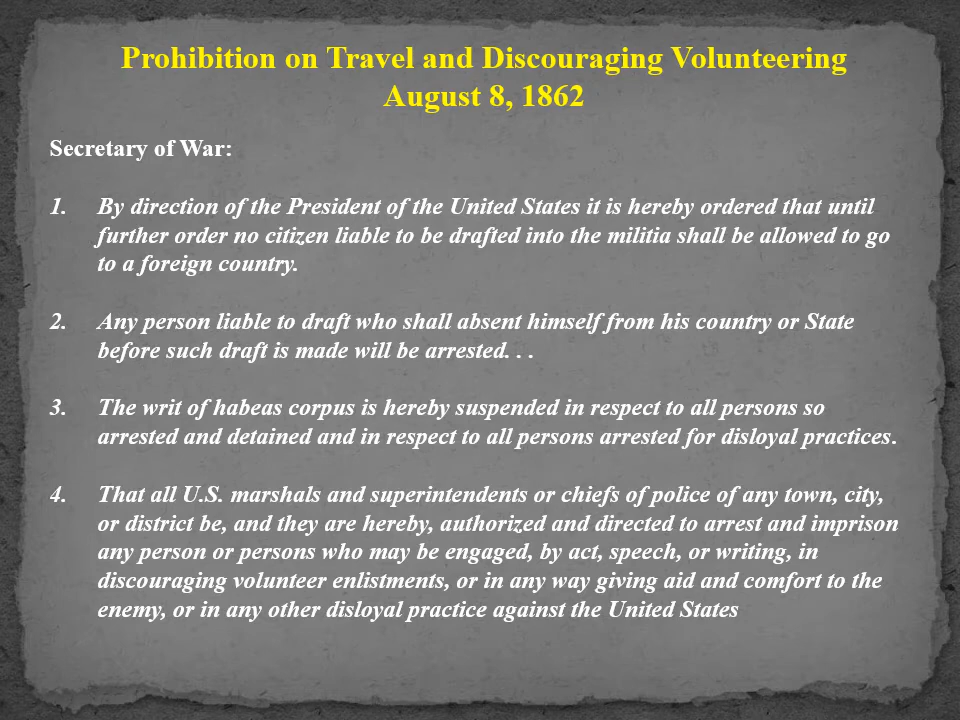 Prohibition on Travel and Discouraging Volunteering
August 8, 1862
Secretary of War:
1. By direction of the President of the United States it is hereby ordered that until
further order no citizen liable to be drafted into the militia shall be allowed to go
to a foreign country.
2. Any person liable to draft who shall absent himself from his country or State
before such draft is made will be arrested. . .
3. The writ of habeas corpus is hereby suspended in respect to all persons so
arrested and detained and in respect to all persons arrested for disloyal practices.
4. That all U.S. marshals and superintendents or chiefs of police of any town, city,
or district be, and they are hereby, authorized and directed to arrest and imprison
any person or persons who may be engaged, by act, speech, or writing, in
discouraging volunteer enlistments, or in any way giving aid and comfort to the
enemy, or in any other disloyal practice against the United States